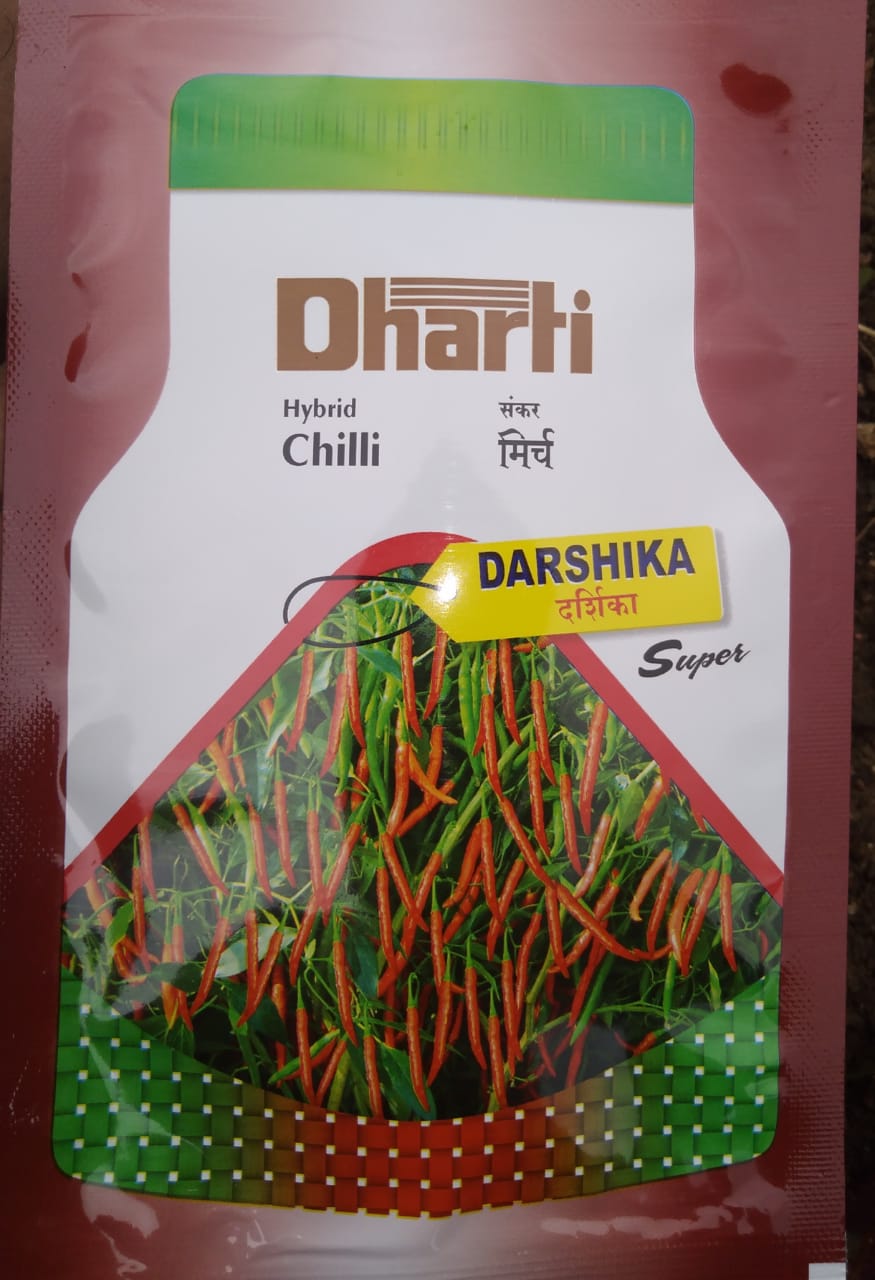 Dharti
Hybrid संकर
Chilli मिर्च
DARSHIKA
दर्शिका
Super